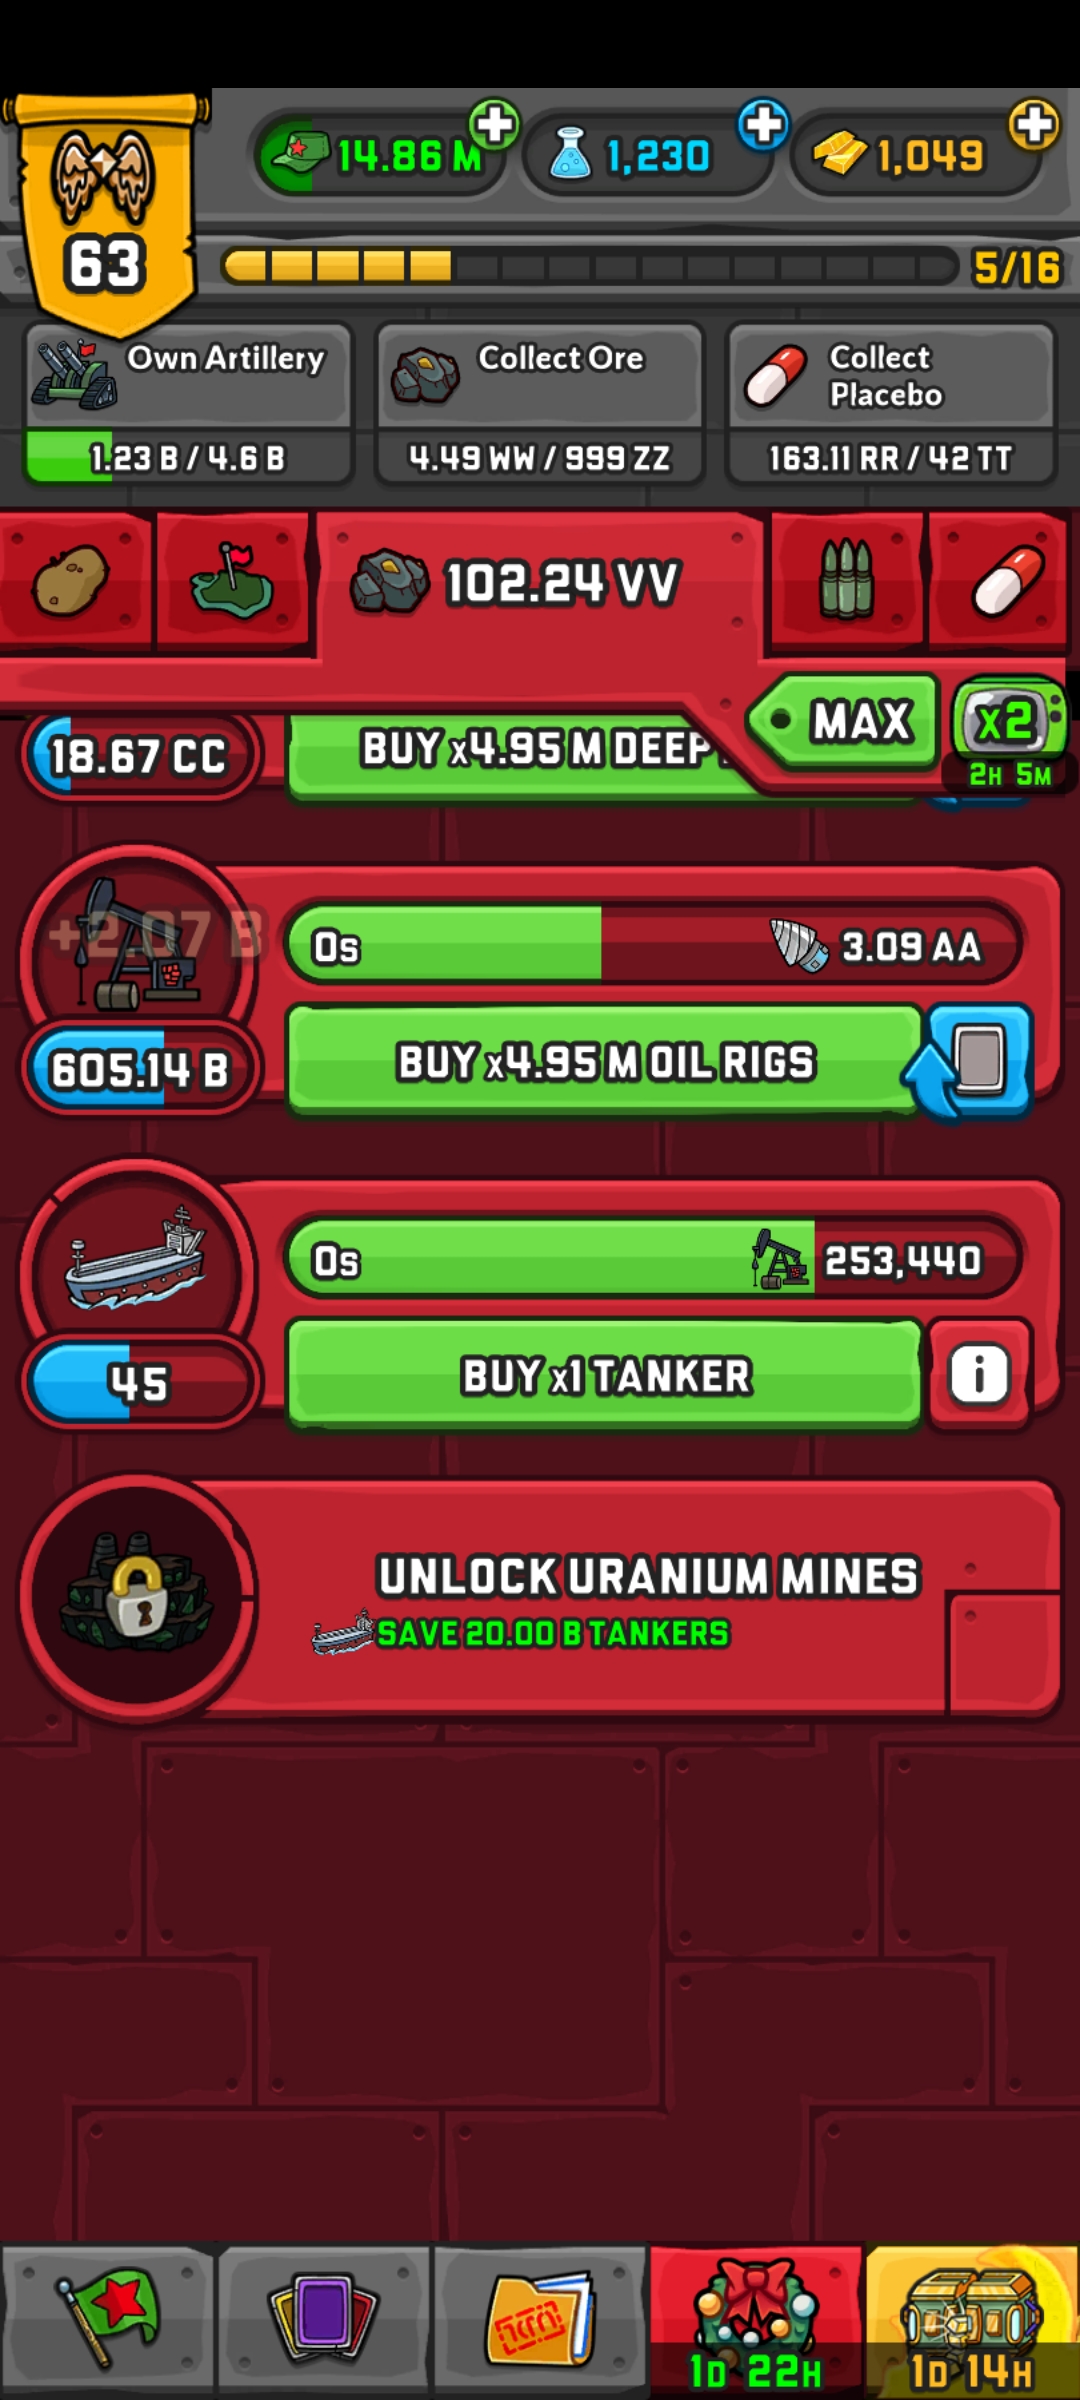 14.86 M
1,230
1,049
63
5/16
Own Artillery
1.23 B / 4.6 B
Collect Ore
4.49 WW / 999 ZZ
Collect
Placebo
163.11 RR / 42 TT
102.24 VV
MAX
X2
2H 5M
18.67 CC
BUY x4.95 M DEEP
+2.07 B
0s
3.09 AA
605.14 B
BUY x4.95 M OIL RIGS
0s
253,440
45
BUY x1 TANKER
i
UNLOCK URANIUM MINES
SAVE 20.00 B TANKERS
1D 22H
1D 14H